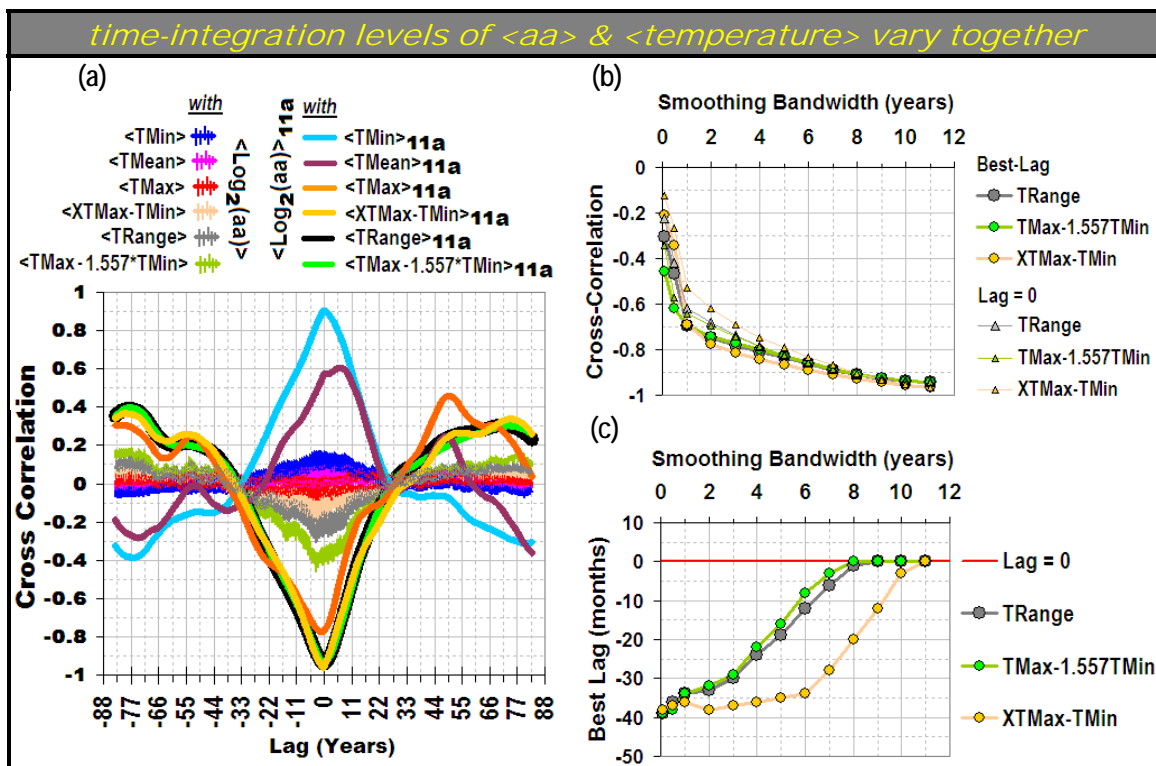 time-integration levels of <aa> & <temperature> vary together
(a)
with
<TMin>
<TMean>
<TMax>
<XTMax-TMin>
<TRange>
<TMax-1.557*TMin>
<Log2(aa)>
<Log2(aa)>11a
with
<TMin>11a
<TMean>11a
<TMax>11a
<XTMax-TMin>11a
<TRange>11a
<TMax-1.557*TMin>11a
Cross Correlation
1
0.8
0.6
0.4
0.2
0
-0.2
-0.4
-0.6
-0.8
-1
-88 -77 -66 -55 -44 -33 -22 -11 0 11 22 33 44 55 66 77 88
Lag (Years)
(b)
Smoothing Bandwidth (years)
0 2 4 6 8 10 12
Cross-Correlation
0
-0.2
-0.4
-0.6
-0.8
-1
Best-Lag
TRange
TMax-1.557TMin
XTMax-TMin
Lag = 0
TRange
TMax-1.557TMin
XTMax-TMin
(c)
Smoothing Bandwidth (years)
0 2 4 6 8 10 12
Best Lag (months)
10
0
-10
-20
-30
-40
-50
Lag = 0
TRange
TMax-1.557TMin
XTMax-TMin